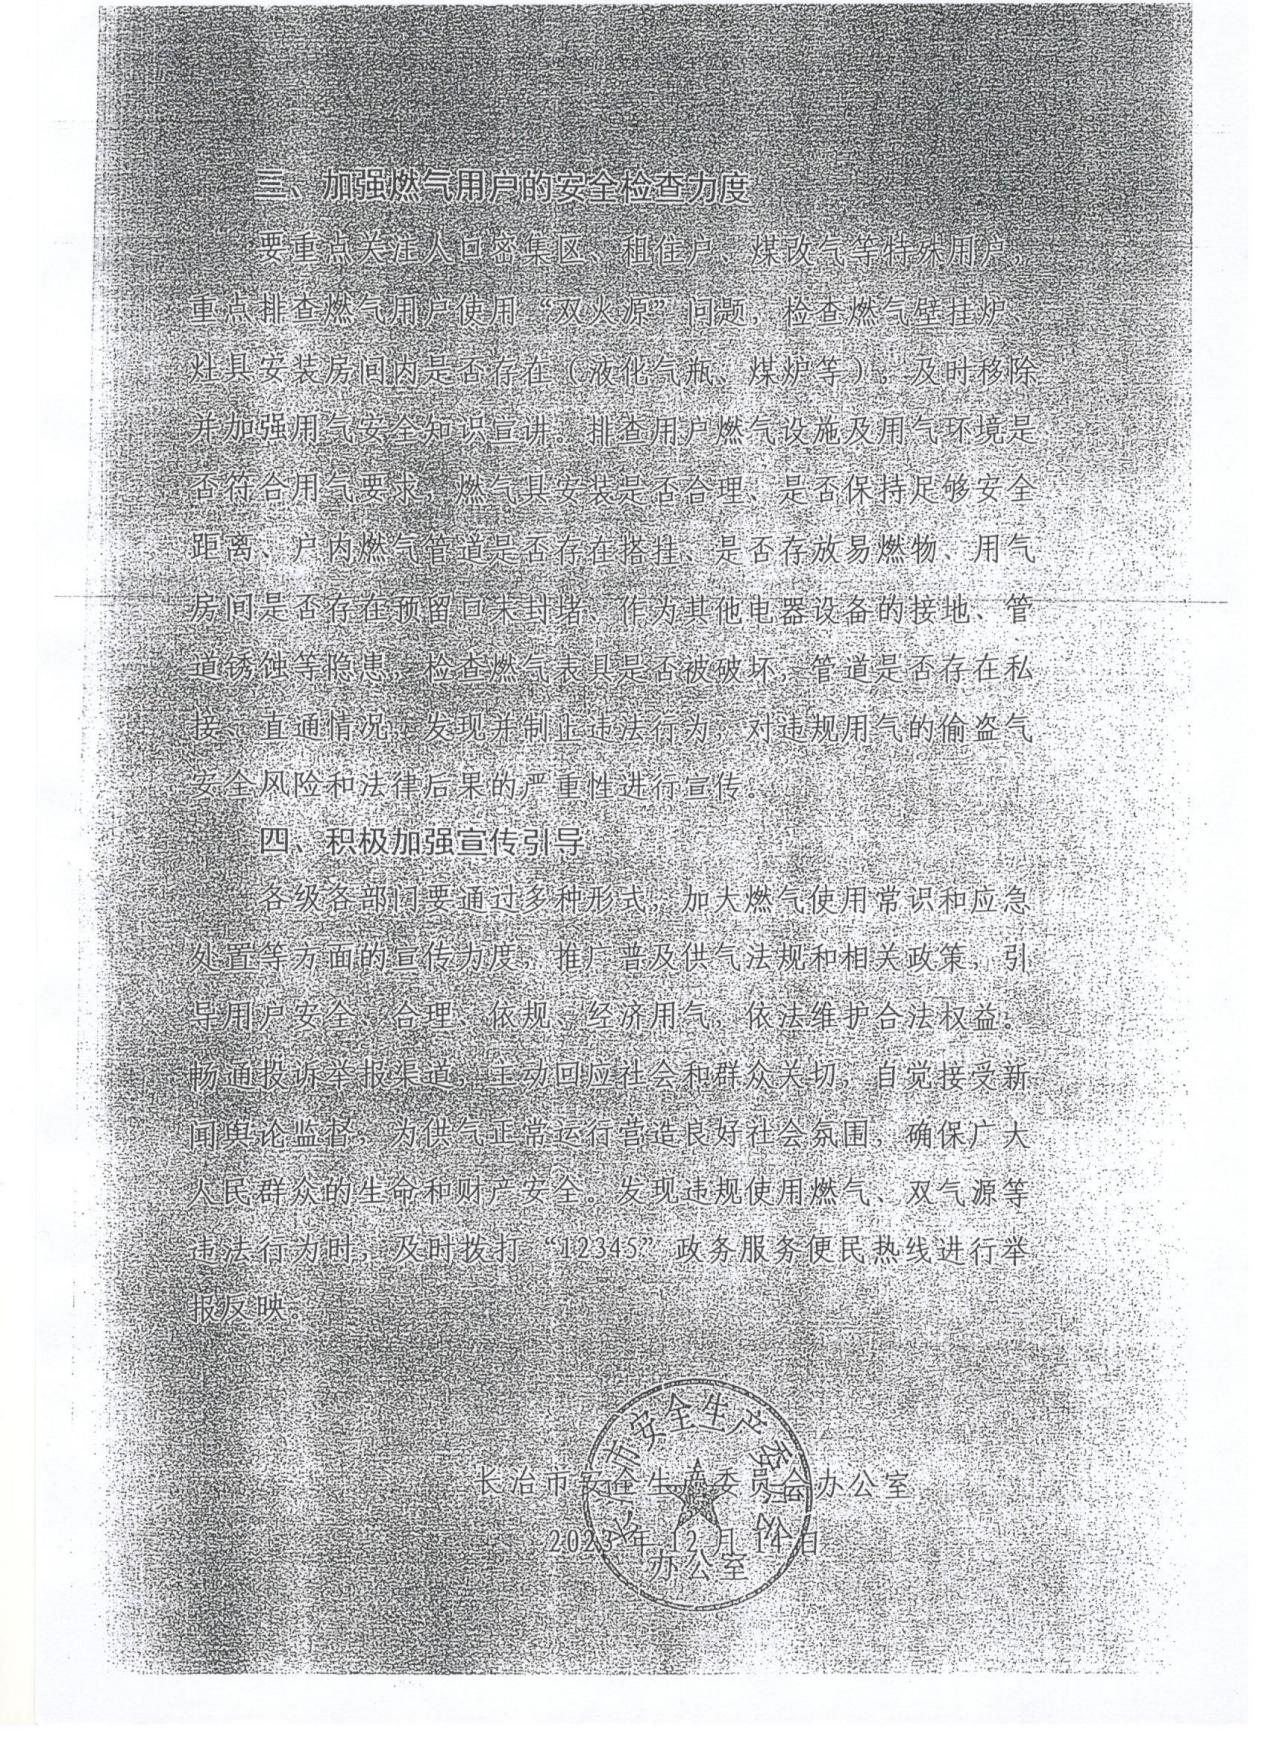 三、加强燃气用户的安全检查力度
要重点关注人口密集区、租住户、煤改气等特殊用户，
重点排查燃气用户使用“双火源”问题，检查燃气壁挂炉、
灶具安装房间内是否存在（液化气瓶、煤炉等），及时移除
并加强用气安全知识宣讲。排查用户燃气设施及用气环境是
否符合用气要求，燃气具安装是否合理、是否保持足够安全
距离、户内燃气管道是否存在搭挂、是否存放易燃物、用气
房间是否存在预留口未封堵、作为其他电器设备的接地、管
道锈蚀等隐患，检查燃气表具是否被破坏，管道是否存在私
接、直通情况，发现并制止违法行为，对违规用气的偷盗气
安全风险和法律后果的严重性进行宣传。
四、积极加强宣传引导
各级各部门要通过多种形式，加大燃气使用常识和应急
处置等方面的宣传力度，推广普及供气法规和相关政策，引
导用户安全、合理、依规、经济用气，依法维护合法权益。
畅通投诉举报渠道，主动回应社会和群众关切，自觉接受新
闻舆论监督，为供气正常运行营造良好社会氛围，确保广大
人民群众的生命和财产安全。发现违规使用燃气、双气源等
违法行为时，及时拨打“12345”政务服务便民热线进行举
报反映。
长治市安全生产委员会办公室
2023年12月14日
长治市安全生产委员会
办公室